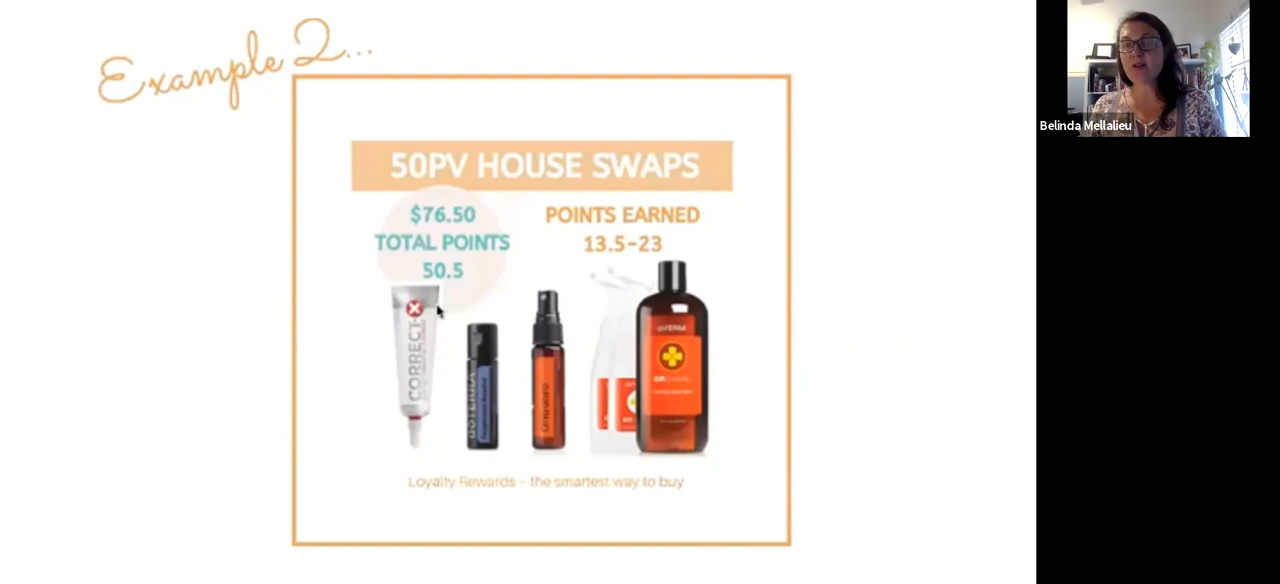 Example 2...
50PV HOUSE SWAPS
$76.50
TOTAL POINTS
50.5
POINTS EARNED
13.5-23
CORRECT-X
doTERRA
Loyalty Rewards - the smartest way to buy
Belinda Mellalieu